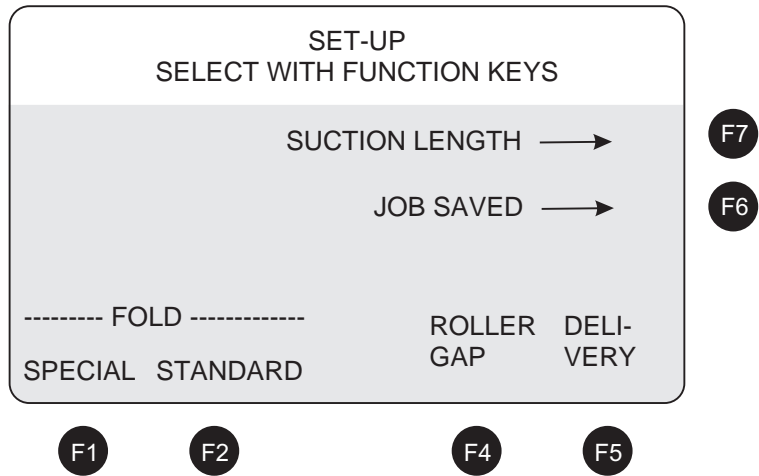 SET-UP
SELECT WITH FUNCTION KEYS
SUCTION LENGTH
F7
JOB SAVED
F6
--------- FOLD -------------
SPECIAL STANDARD
ROLLER
GAP
DELI-
VERY
F1 F2 F4 F5